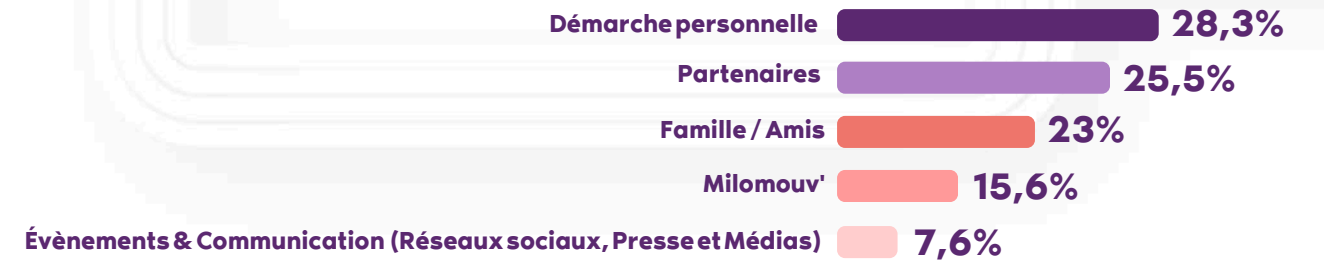 Démarche personnelle 28,3%
Partenaires 25,5%
Famille / Amis 23%
Milomouv' 15,6%
Évènements & Communication (Réseaux sociaux, Presse et Médias) 7,6%